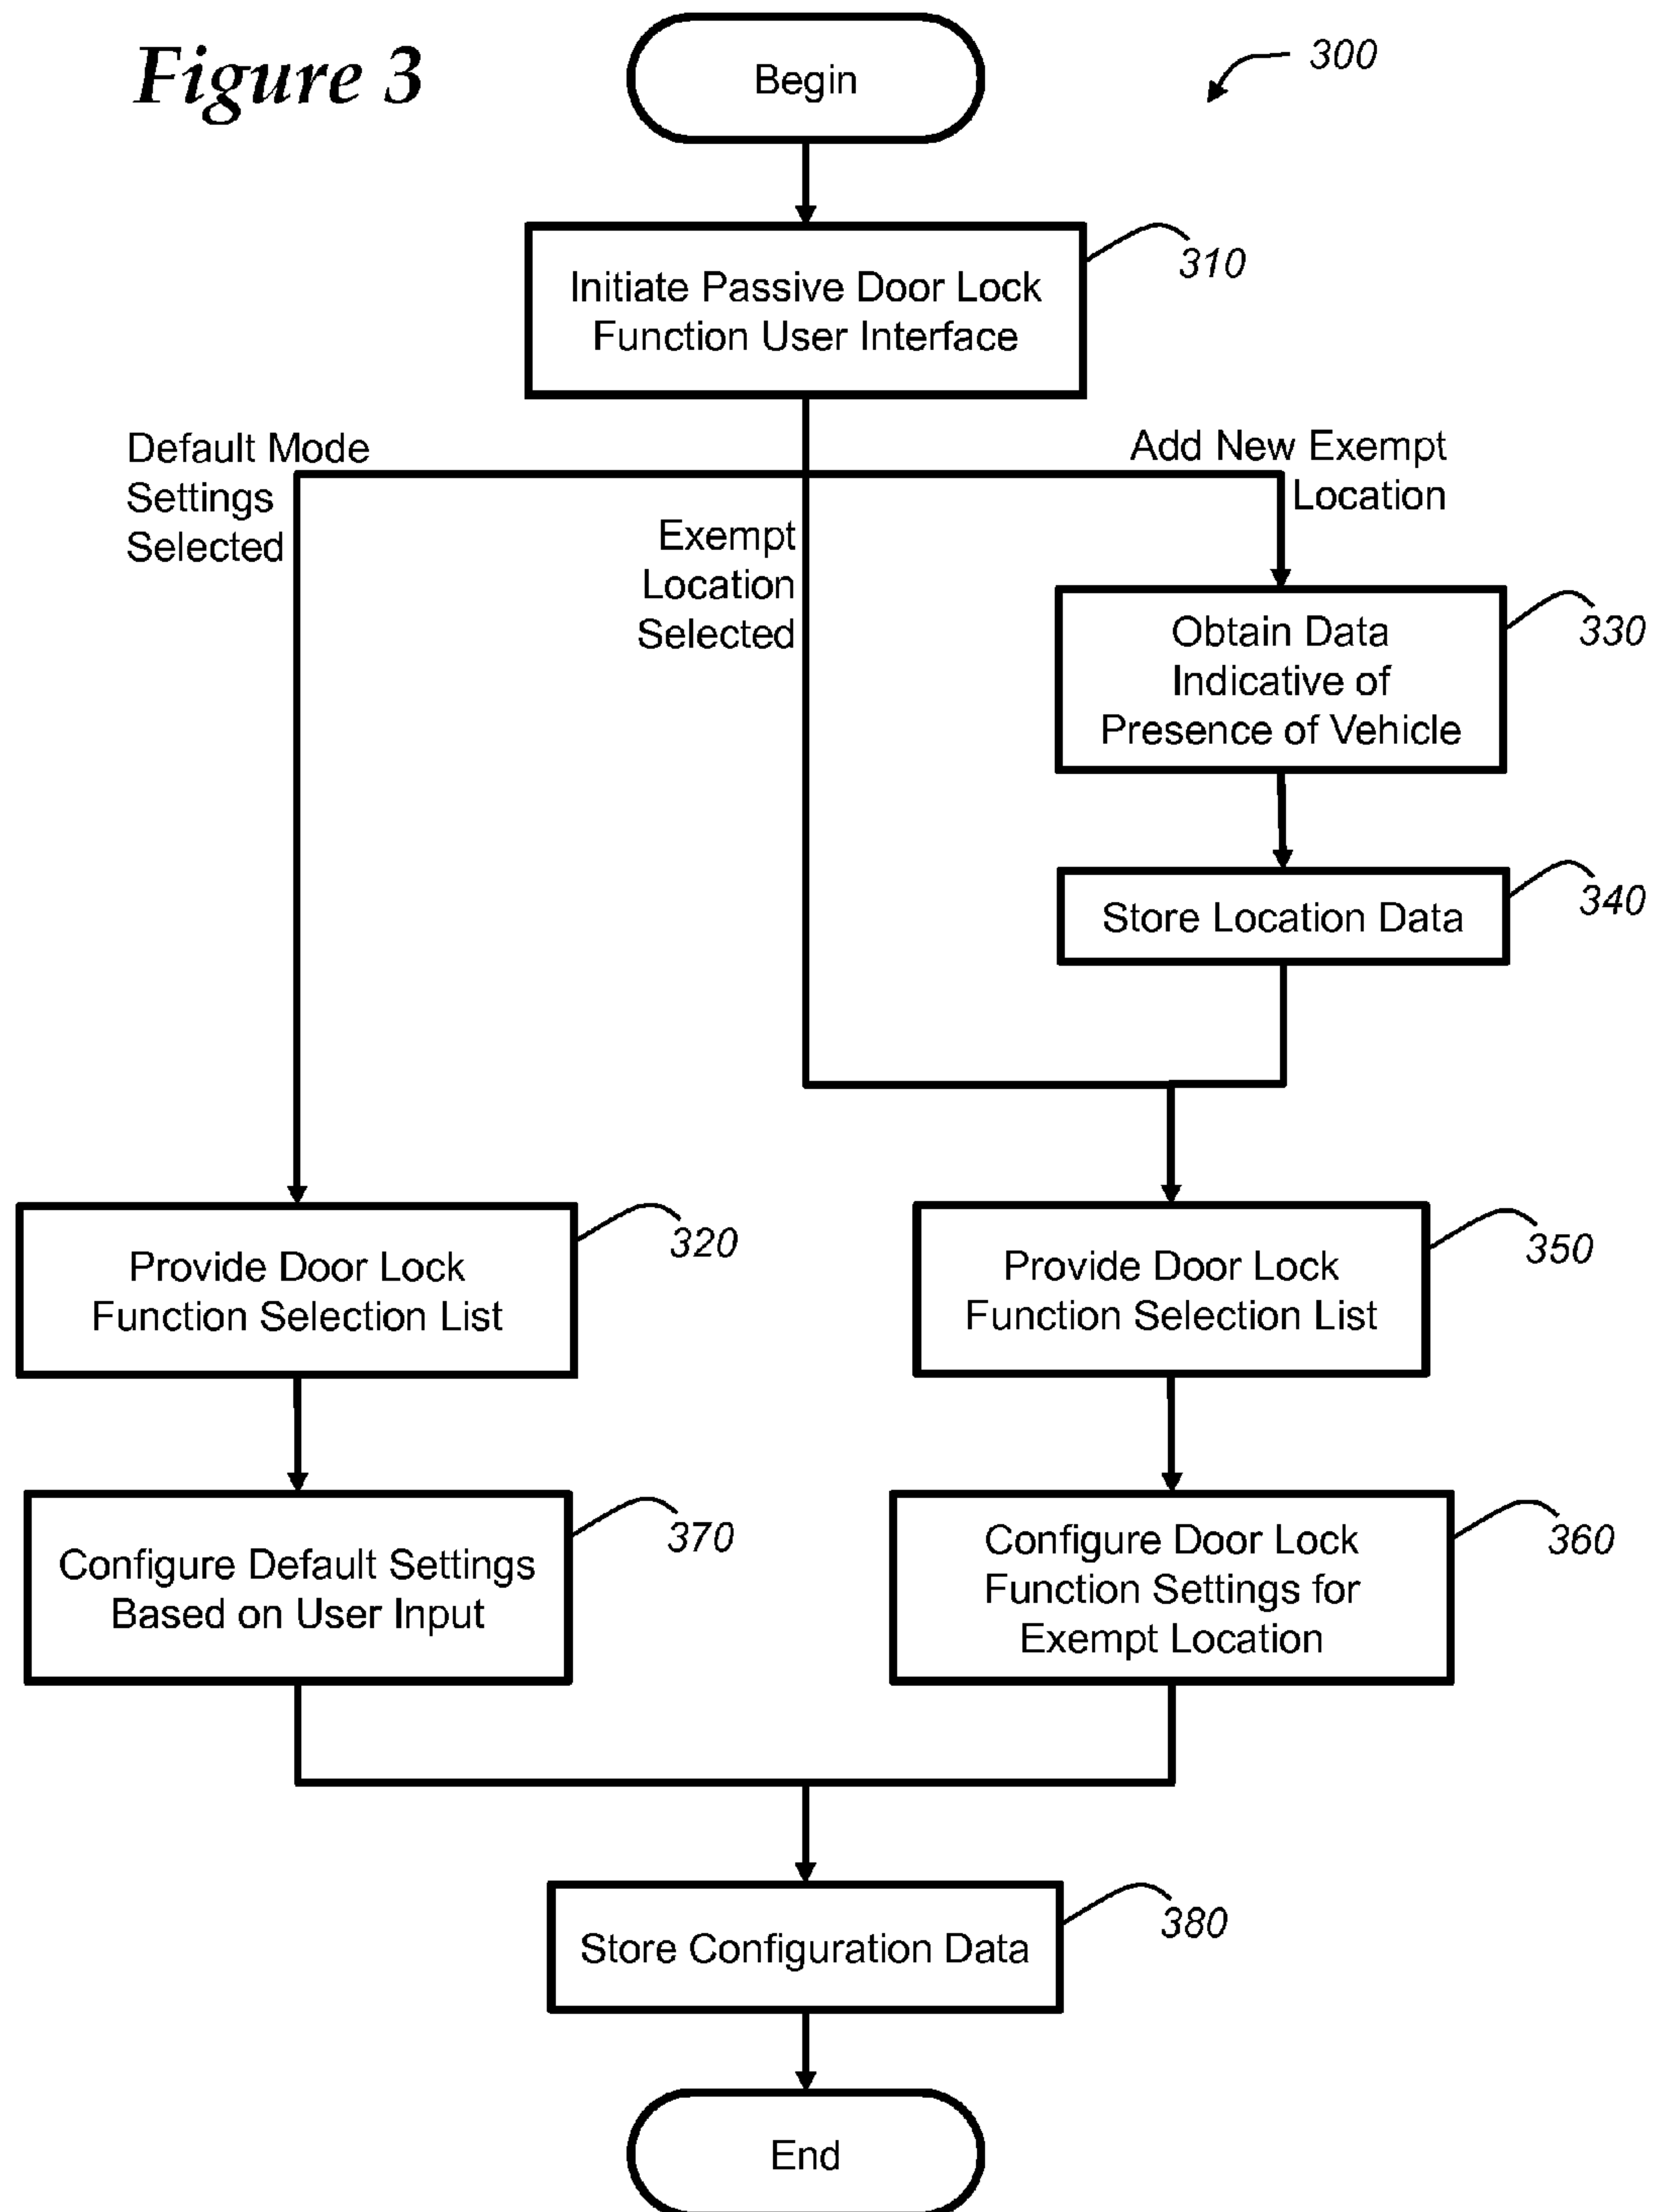 Figure 3
Begin
300
Initiate Passive Door Lock
Function User Interface
310
Default Mode
Settings
Selected
Exempt
Location
Selected
Add New Exempt
Location
Obtain Data
Indicative of
Presence of Vehicle
330
Store Location Data
340
Provide Door Lock
Function Selection List
320
Provide Door Lock
Function Selection List
350
Configure Default Settings
Based on User Input
370
Configure Door Lock
Function Settings for
Exempt Location
360
Store Configuration Data
380
End